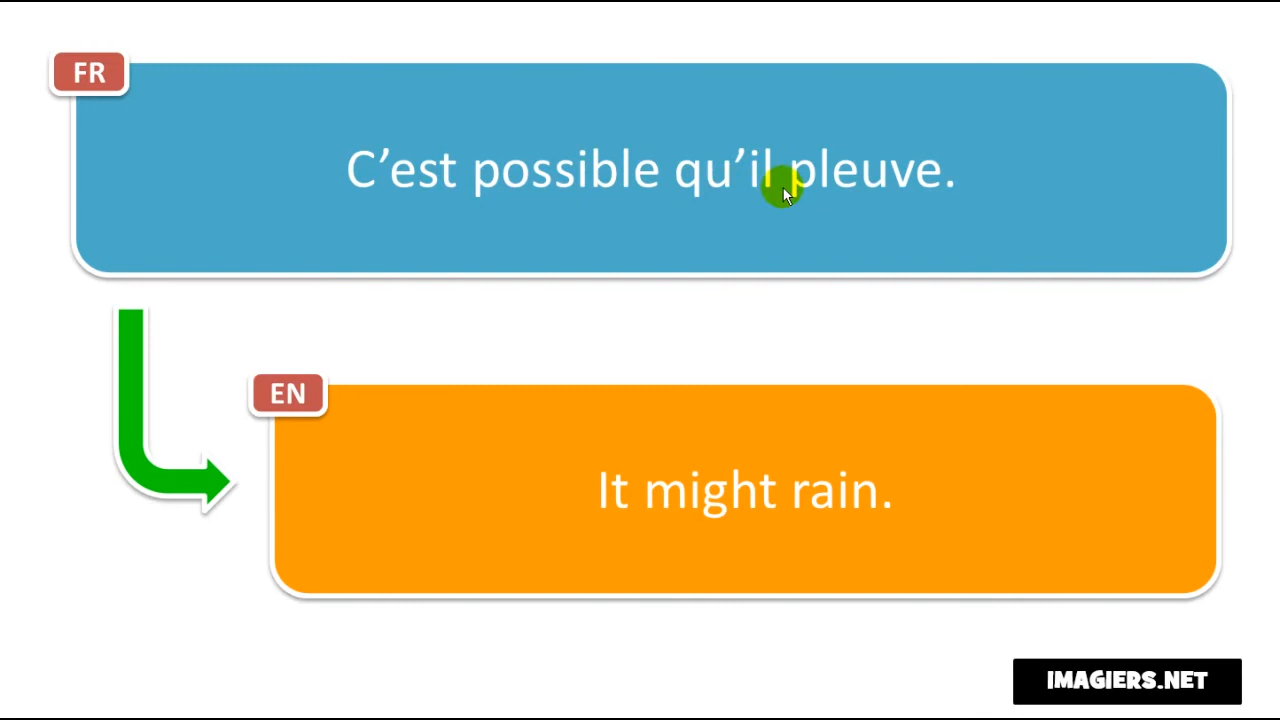 FR
C’est possible qu’il pleuve.
EN
It might rain.
IMAGIERS.NET